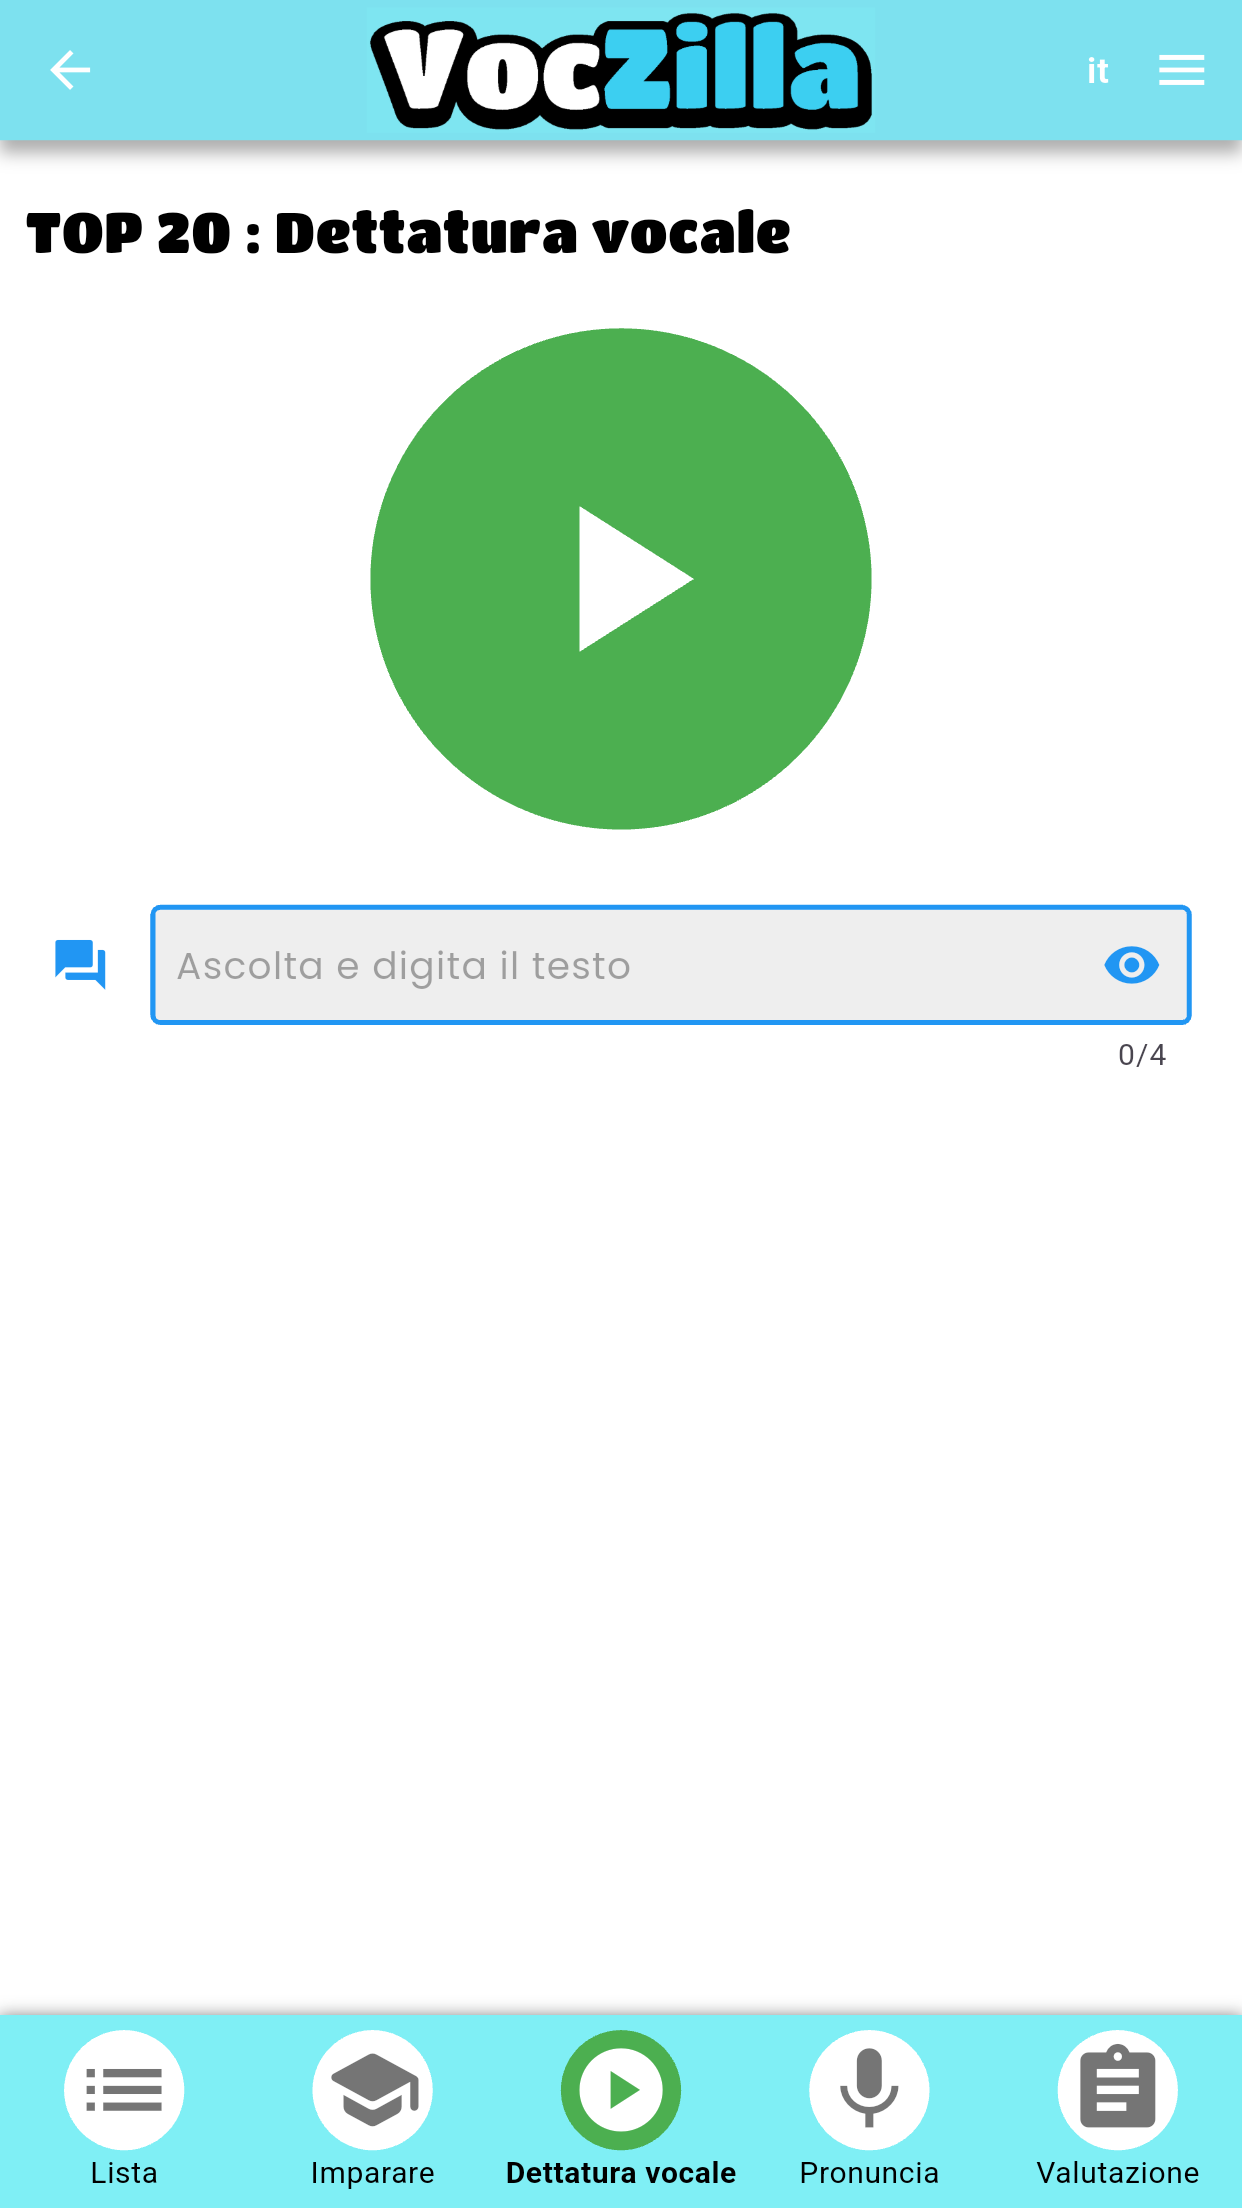 VocZilla
it
TOP 20 : Dettatura vocale
Ascolta e digita il testo
0/4
Lista
Imparare
Dettatura vocale
Pronuncia
Valutazione